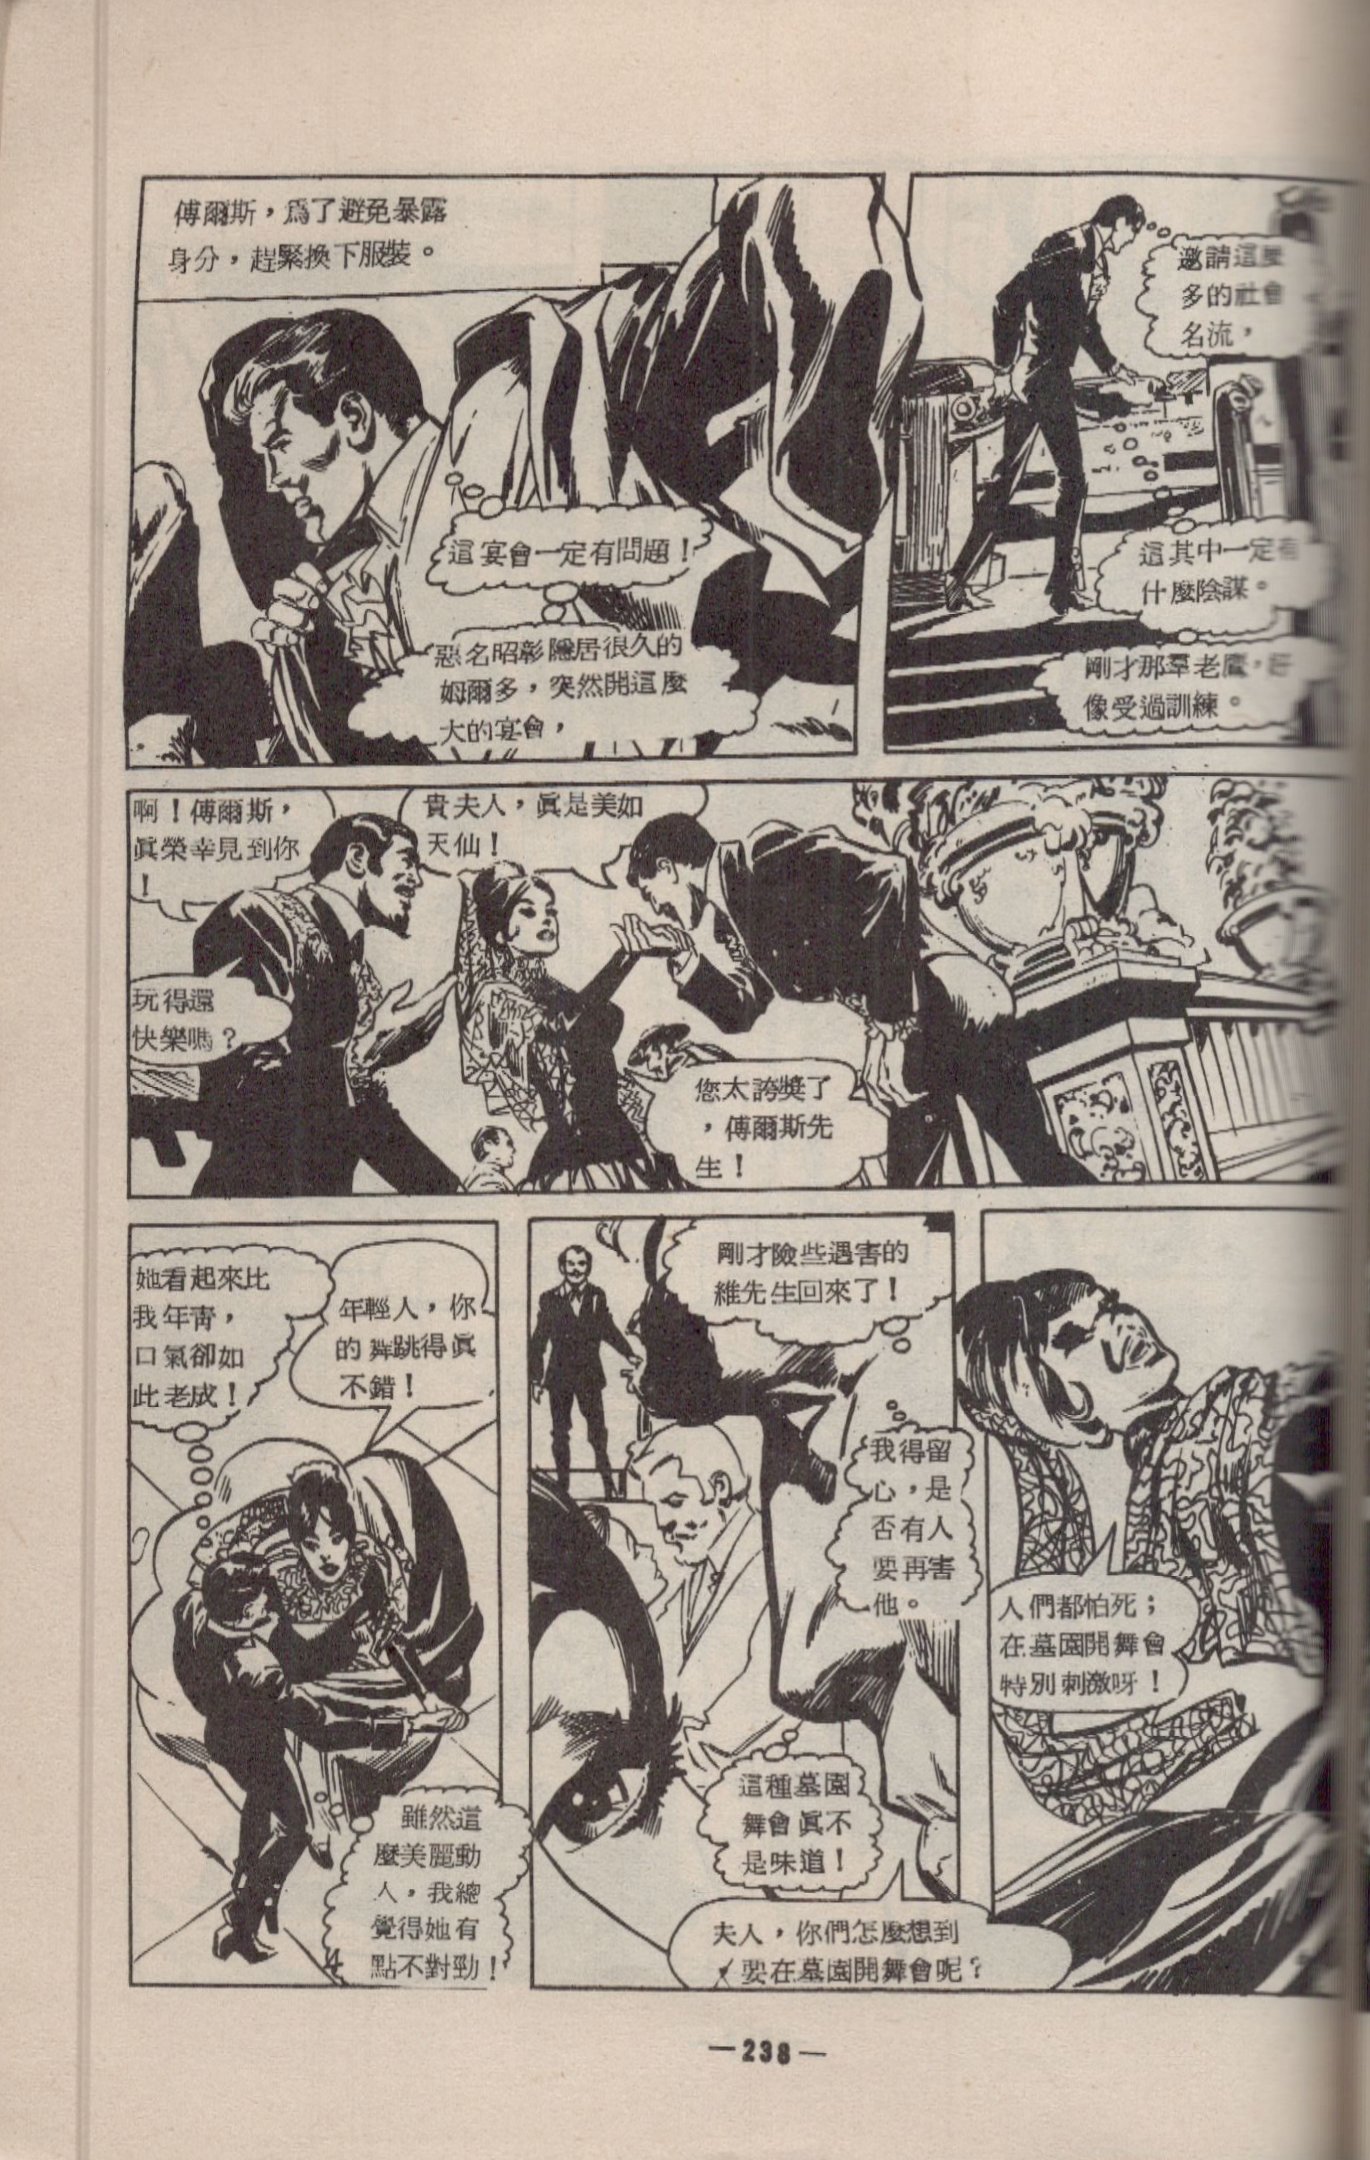 傅爾斯，爲了避免暴露
身分，趕緊換下服裝。
這宴會一定有問題！
惡名昭彰隱居很久的
姆爾多，突然開這麼
大的宴會，
邀請這麼
多的社會
名流，
這其中一定有
什麼陰謀。
剛才那羣老鷹，好
像受過訓練。
啊！傅爾斯，
眞榮幸見到你
！
玩得還
快樂嗎？
貴夫人，眞是美如
天仙！
您太誇獎了
，傅爾斯先
生！
年輕人，你
的舞跳得眞
不錯！
她看起來比
我年靑，
口氣卻如
此老成！
雖然這
麼美麗動
人，我總
覺得她有
點不對勁！
剛才險些遇害的
維先生回來了！
我得留
心，是
否有人
要再害
他。
這種墓園
舞會眞不
是味道！
夫人，你們怎麼想到
要在墓園開舞會呢？
人們都怕死；
在墓園開舞會
特別刺激呀！
—238—